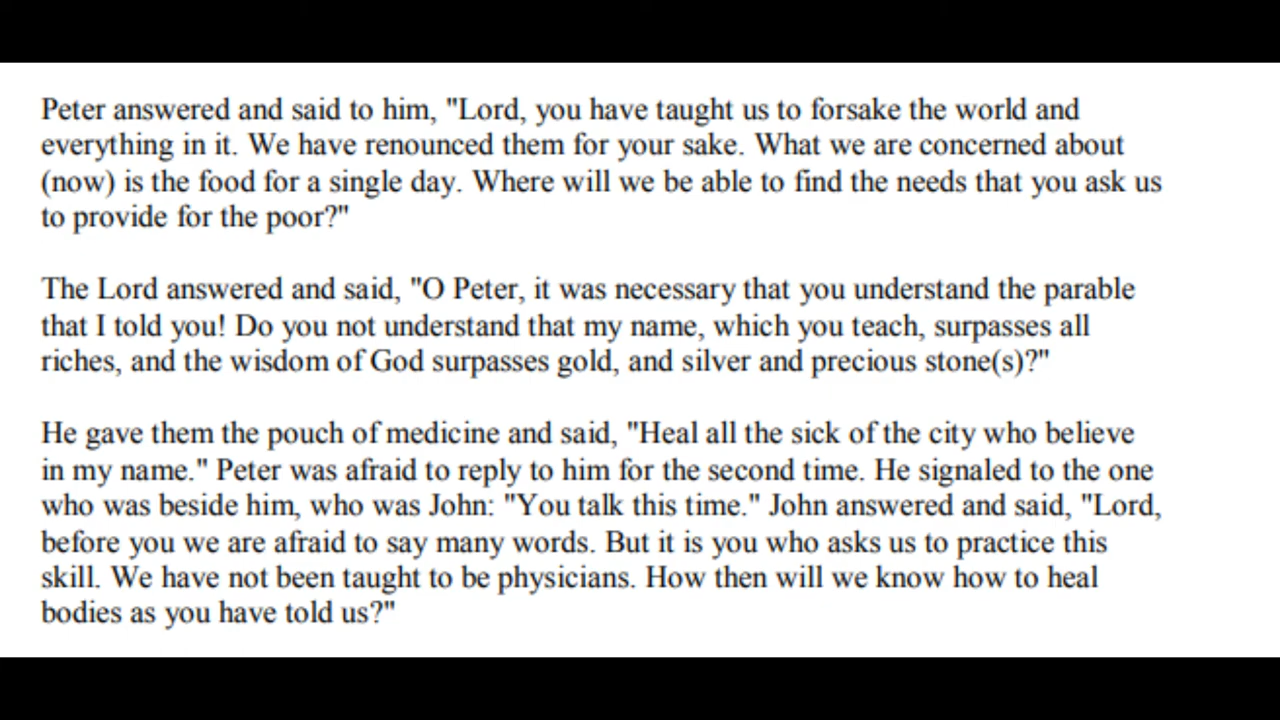 Peter answered and said to him, "Lord, you have taught us to forsake the world and
everything in it. We have renounced them for your sake. What we are concerned about
(now) is the food for a single day. Where will we be able to find the needs that you ask us
to provide for the poor?"
The Lord answered and said, "O Peter, it was necessary that you understand the parable
that I told you! Do you not understand that my name, which you teach, surpasses all
riches, and the wisdom of God surpasses gold, and silver and precious stone(s)?"
He gave them the pouch of medicine and said, "Heal all the sick of the city who believe
in my name." Peter was afraid to reply to him for the second time. He signaled to the one
who was beside him, who was John: "You talk this time." John answered and said, "Lord,
before you we are afraid to say many words. But it is you who asks us to practice this
skill. We have not been taught to be physicians. How then will we know how to heal
bodies as you have told us?"